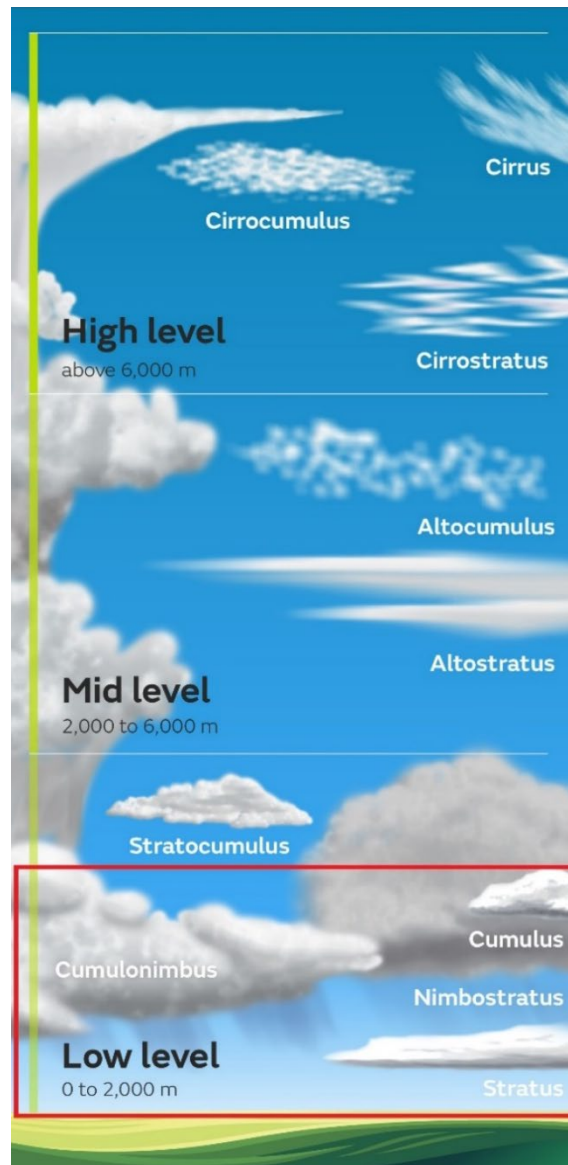 Cirrus
Cirrocumulus
High level
above 6,000 m
Cirrostratus
Altocumulus
Altostratus
Mid level
2,000 to 6,000 m
Stratocumulus
Cumulus
Cumulonimbus
Nimbostratus
Low level
0 to 2,000 m
Stratus